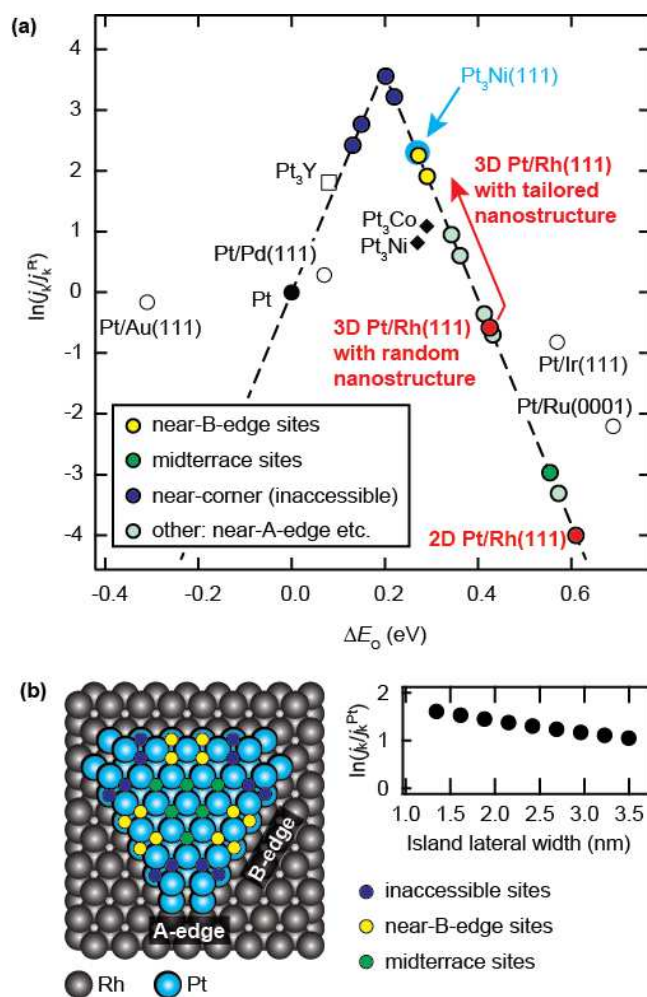 (a)
ln(jₖ/jₖᴾᵗ)
4
3
2
1
0
-1
-2
-3
-4
Pt₃Ni(111)
3D Pt/Rh(111)
with tailored
nanostructure
Pt₃Y
Pt₃Co
Pt₃Ni
Pt/Pd(111)
Pt
Pt/Au(111)
3D Pt/Rh(111)
with random
nanostructure
Pt/Ir(111)
Pt/Ru(0001)
2D Pt/Rh(111)
near-B-edge sites
midterrace sites
near-corner (inaccessible)
other: near-A-edge etc.
-0.4 -0.2 0.0 0.2 0.4 0.6
ΔE₀ (eV)
(b)
B-edge
A-edge
Rh Pt
ln(jₖ/jₖᴾᵗ)
2
1
0
1.0 1.5 2.0 2.5 3.0 3.5
Island lateral width (nm)
inaccessible sites
near-B-edge sites
midterrace sites